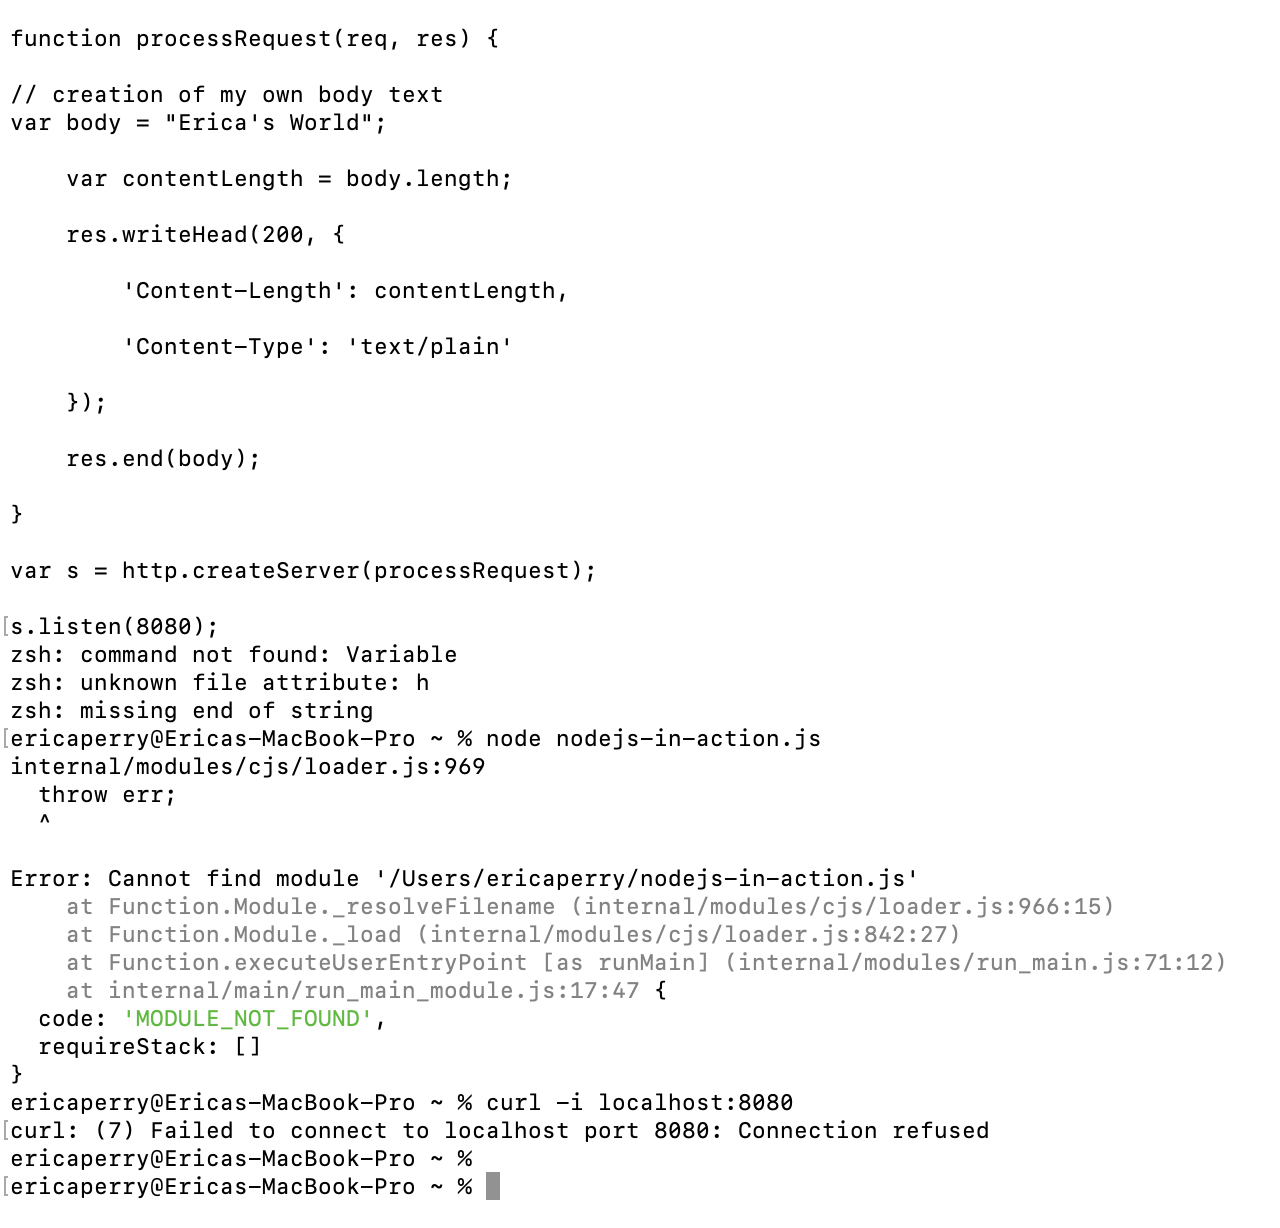 function processRequest(req, res) {
// creation of my own body text
var body = "Erica's World";
var contentLength = body.length;
res.writeHead(200, {
'Content-Length': contentLength,
'Content-Type': 'text/plain'
});
res.end(body);
}
var s = http.createServer(processRequest);
[s.listen(8080);
zsh: command not found: Variable
zsh: unknown file attribute: h
zsh: missing end of string
[ericaperry@Ericas-MacBook-Pro ~ % node nodejs-in-action.js
internal/modules/cjs/loader.js:969
throw err;
^
Error: Cannot find module '/Users/ericaperry/nodejs-in-action.js'
at Function.Module._resolveFilename (internal/modules/cjs/loader.js:966:15)
at Function.Module._load (internal/modules/cjs/loader.js:842:27)
at Function.executeUserEntryPoint [as runMain] (internal/modules/run_main.js:71:12)
at internal/main/run_main_module.js:17:47 {
code: 'MODULE_NOT_FOUND',
requireStack: []
}
ericaperry@Ericas-MacBook-Pro ~ % curl -i localhost:8080
[curl: (7) Failed to connect to localhost port 8080: Connection refused
ericaperry@Ericas-MacBook-Pro ~ %
[ericaperry@Ericas-MacBook-Pro ~ %